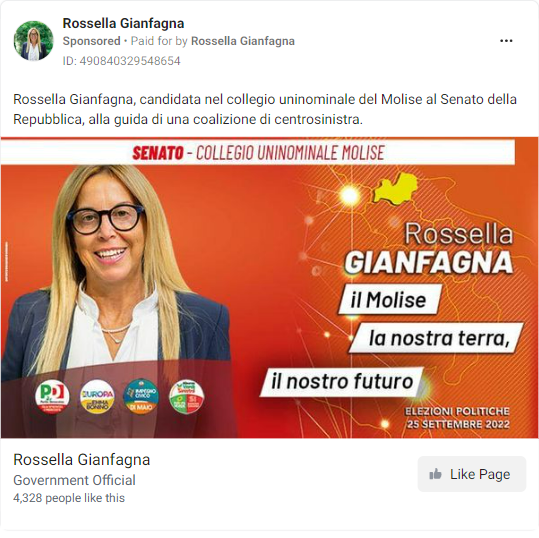 Rossella Gianfagna
Sponsored • Paid for by Rossella Gianfagna
ID: 490840329548654
Rossella Gianfagna, candidata nel collegio uninominale del Molise al Senato della
Repubblica, alla guida di una coalizione di centrosinistra.
SENATO - COLLEGIO UNINOMINALE MOLISE
Rossella
GIANFAGNA
il Molise
la nostra terra,
il nostro futuro
PD
EUROPA
EMMA
BONINO
IMPEGNO
CIVICO
DI MAIO
SI
ELEZIONI POLITICHE
25 SETTEMBRE 2022
Rossella Gianfagna
Government Official
4,328 people like this
Like Page